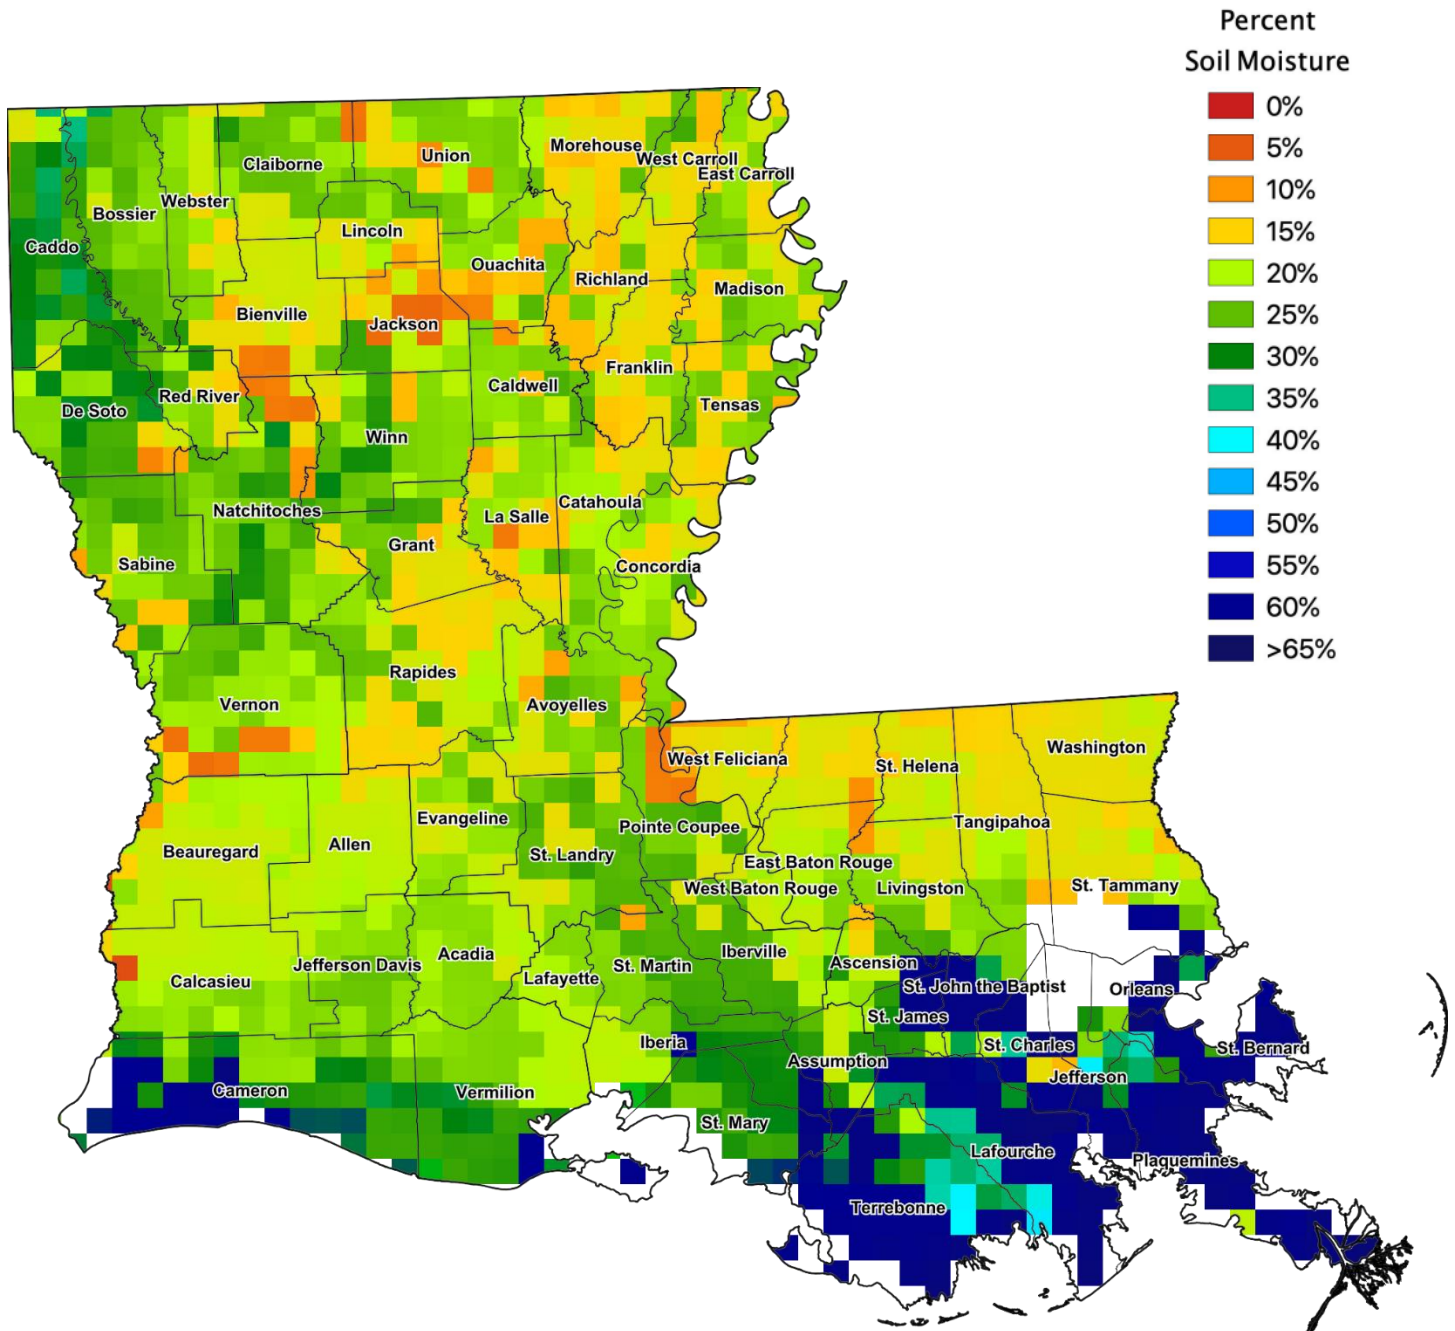 Percent
Soil Moisture
0%
5%
10%
15%
20%
25%
30%
35%
40%
45%
50%
55%
60%
>65%
Morehouse
Union
West Carroll
Claiborne
East Carroll
Webster
Bossier
Lincoln
Caddo
Ouachita
Richland
Madison
Bienville
Jackson
Franklin
Caldwell
Red River
Tensas
De Soto
Winn
Catahoula
Natchitoches
La Salle
Grant
Sabine
Concordia
Rapides
Vernon
Avoyelles
Washington
West Feliciana
St. Helena
Evangeline
Tangipahoa
Pointe Coupee
Allen
Beauregard
St. Landry
East Baton Rouge
St. Tammany
West Baton Rouge
Livingston
Iberville
Acadia
Ascension
Jefferson Davis
St. Martin
Lafayette
Calcasieu
St. John the Baptist
Orleans
St. James
Iberia
St. Charles
St. Bernard
Assumption
Jefferson
Cameron
Vermilion
St. Mary
Lafourche
Plaquemines
Terrebonne